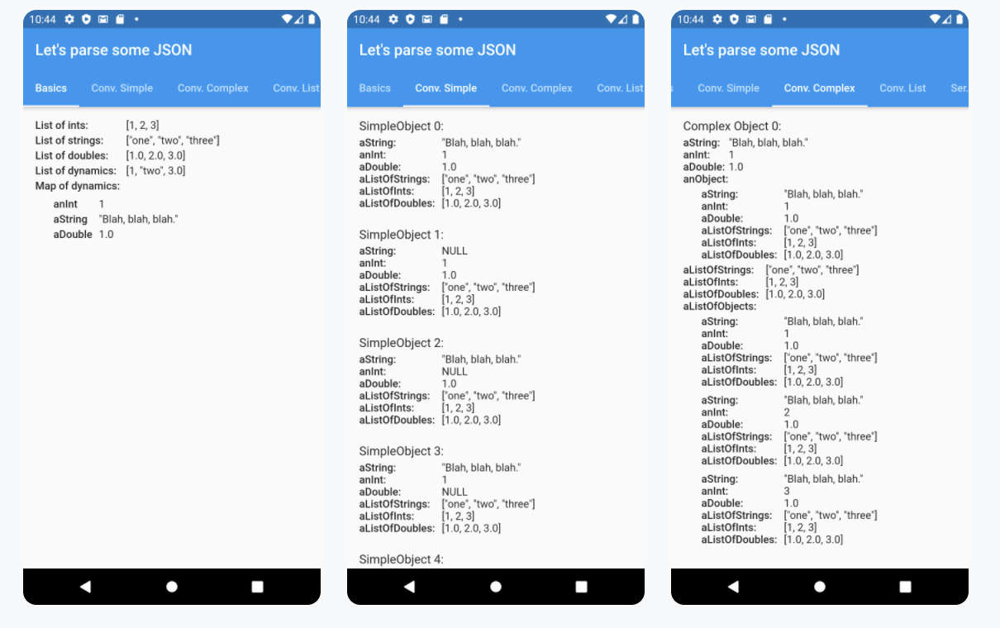 10:44
Let's parse some JSON
Basics Conv. Simple Conv. Complex Conv. List
List of ints: [1, 2, 3]
List of strings: ["one", "two", "three"]
List of doubles: [1.0, 2.0, 3.0]
List of dynamics: [1, "two", 3.0]
Map of dynamics:
anInt 1
aString "Blah, blah, blah."
aDouble 1.0
10:44
Let's parse some JSON
Basics Conv. Simple Conv. Complex Conv. List
SimpleObject 0:
aString: "Blah, blah, blah."
anInt: 1
aDouble: 1.0
aListOfStrings: ["one", "two", "three"]
aListOfInts: [1, 2, 3]
aListOfDoubles: [1.0, 2.0, 3.0]
SimpleObject 1:
aString: NULL
anInt: 1
aDouble: 1.0
aListOfStrings: ["one", "two", "three"]
aListOfInts: [1, 2, 3]
aListOfDoubles: [1.0, 2.0, 3.0]
SimpleObject 2:
aString: "Blah, blah, blah."
anInt: NULL
aDouble: 1.0
aListOfStrings: ["one", "two", "three"]
aListOfInts: [1, 2, 3]
aListOfDoubles: [1.0, 2.0, 3.0]
SimpleObject 3:
aString: "Blah, blah, blah."
anInt: 1
aDouble: NULL
aListOfStrings: ["one", "two", "three"]
aListOfInts: [1, 2, 3]
aListOfDoubles: [1.0, 2.0, 3.0]
SimpleObject 4:
10:44
Let's parse some JSON
s Conv. Simple Conv. Complex Conv. List Ser.
Complex Object 0:
aString: "Blah, blah, blah."
anInt: 1
aDouble: 1.0
anObject:
aString: "Blah, blah, blah."
anInt: 1
aDouble: 1.0
aListOfStrings: ["one", "two", "three"]
aListOfInts: [1, 2, 3]
aListOfDoubles: [1.0, 2.0, 3.0]
aListOfStrings: ["one", "two", "three"]
aListOfInts: [1, 2, 3]
aListOfDoubles: [1.0, 2.0, 3.0]
aListOfObjects:
aString: "Blah, blah, blah."
anInt: 1
aDouble: 1.0
aListOfStrings: ["one", "two", "three"]
aListOfInts: [1, 2, 3]
aListOfDoubles: [1.0, 2.0, 3.0]
aString: "Blah, blah, blah."
anInt: 2
aDouble: 1.0
aListOfStrings: ["one", "two", "three"]
aListOfInts: [1, 2, 3]
aListOfDoubles: [1.0, 2.0, 3.0]
aString: "Blah, blah, blah."
anInt: 3
aDouble: 1.0
aListOfStrings: ["one", "two", "three"]
aListOfInts: [1, 2, 3]
aListOfDoubles: [1.0, 2.0, 3.0]